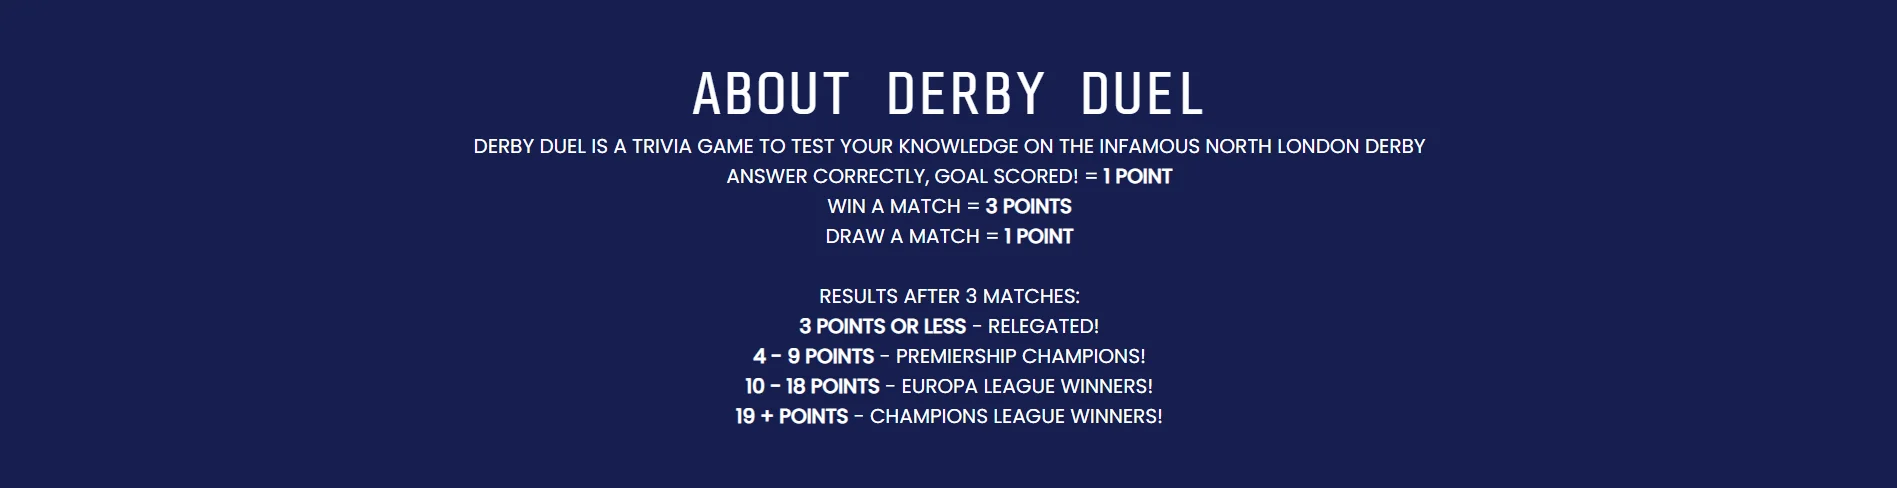 ABOUT DERBY DUEL
DERBY DUEL IS A TRIVIA GAME TO TEST YOUR KNOWLEDGE ON THE INFAMOUS NORTH LONDON DERBY
ANSWER CORRECTLY, GOAL SCORED! = 1 POINT
WIN A MATCH = 3 POINTS
DRAW A MATCH = 1 POINT
RESULTS AFTER 3 MATCHES:
3 POINTS OR LESS - RELEGATED!
4 - 9 POINTS - PREMIERSHIP CHAMPIONS!
10 - 18 POINTS - EUROPA LEAGUE WINNERS!
19 + POINTS - CHAMPIONS LEAGUE WINNERS!